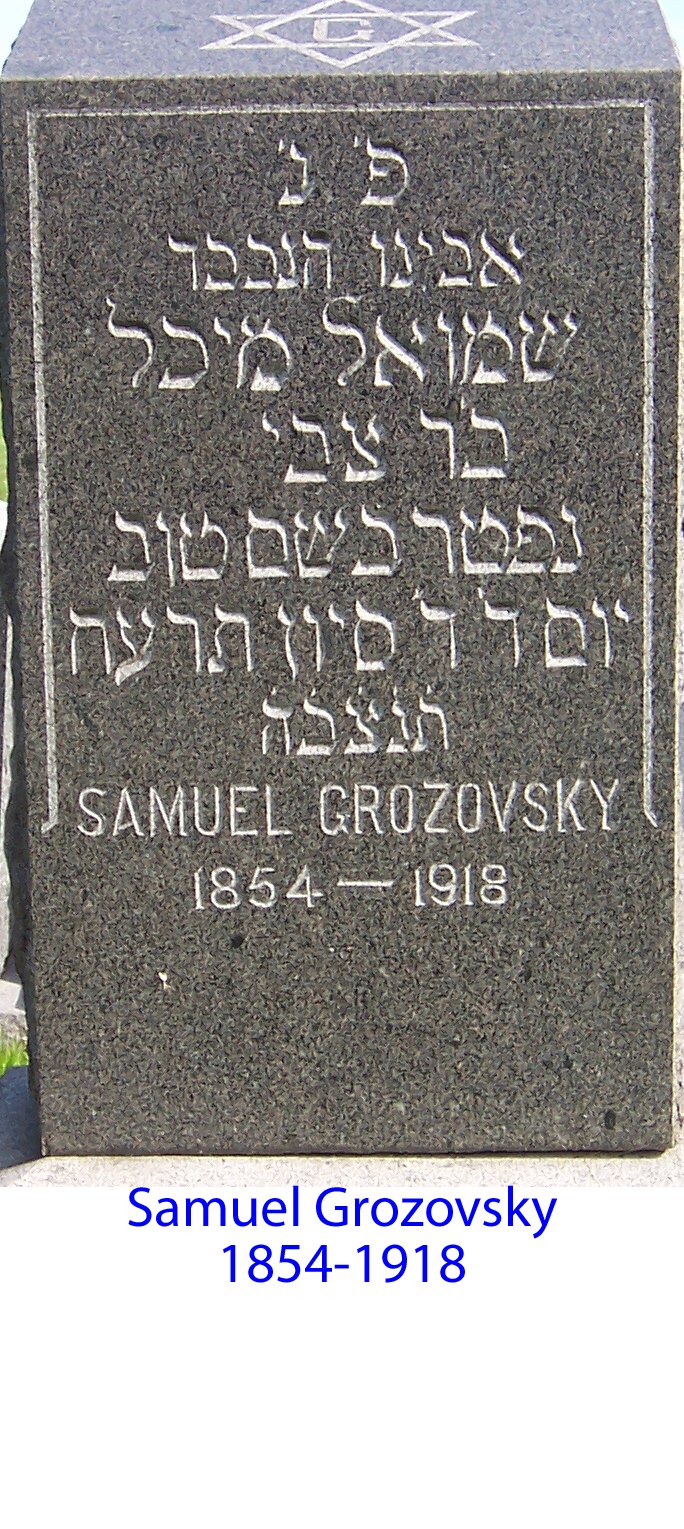 G
פ' נ'
אבינו הנכבד
שמואל מיכל
בר צבי
נפטר בשם טוב
יום ד' ד' סיון תרעח
תנצבה
SAMUEL GROZOVSKY
1854 — 1918
Samuel Grozovsky
1854-1918